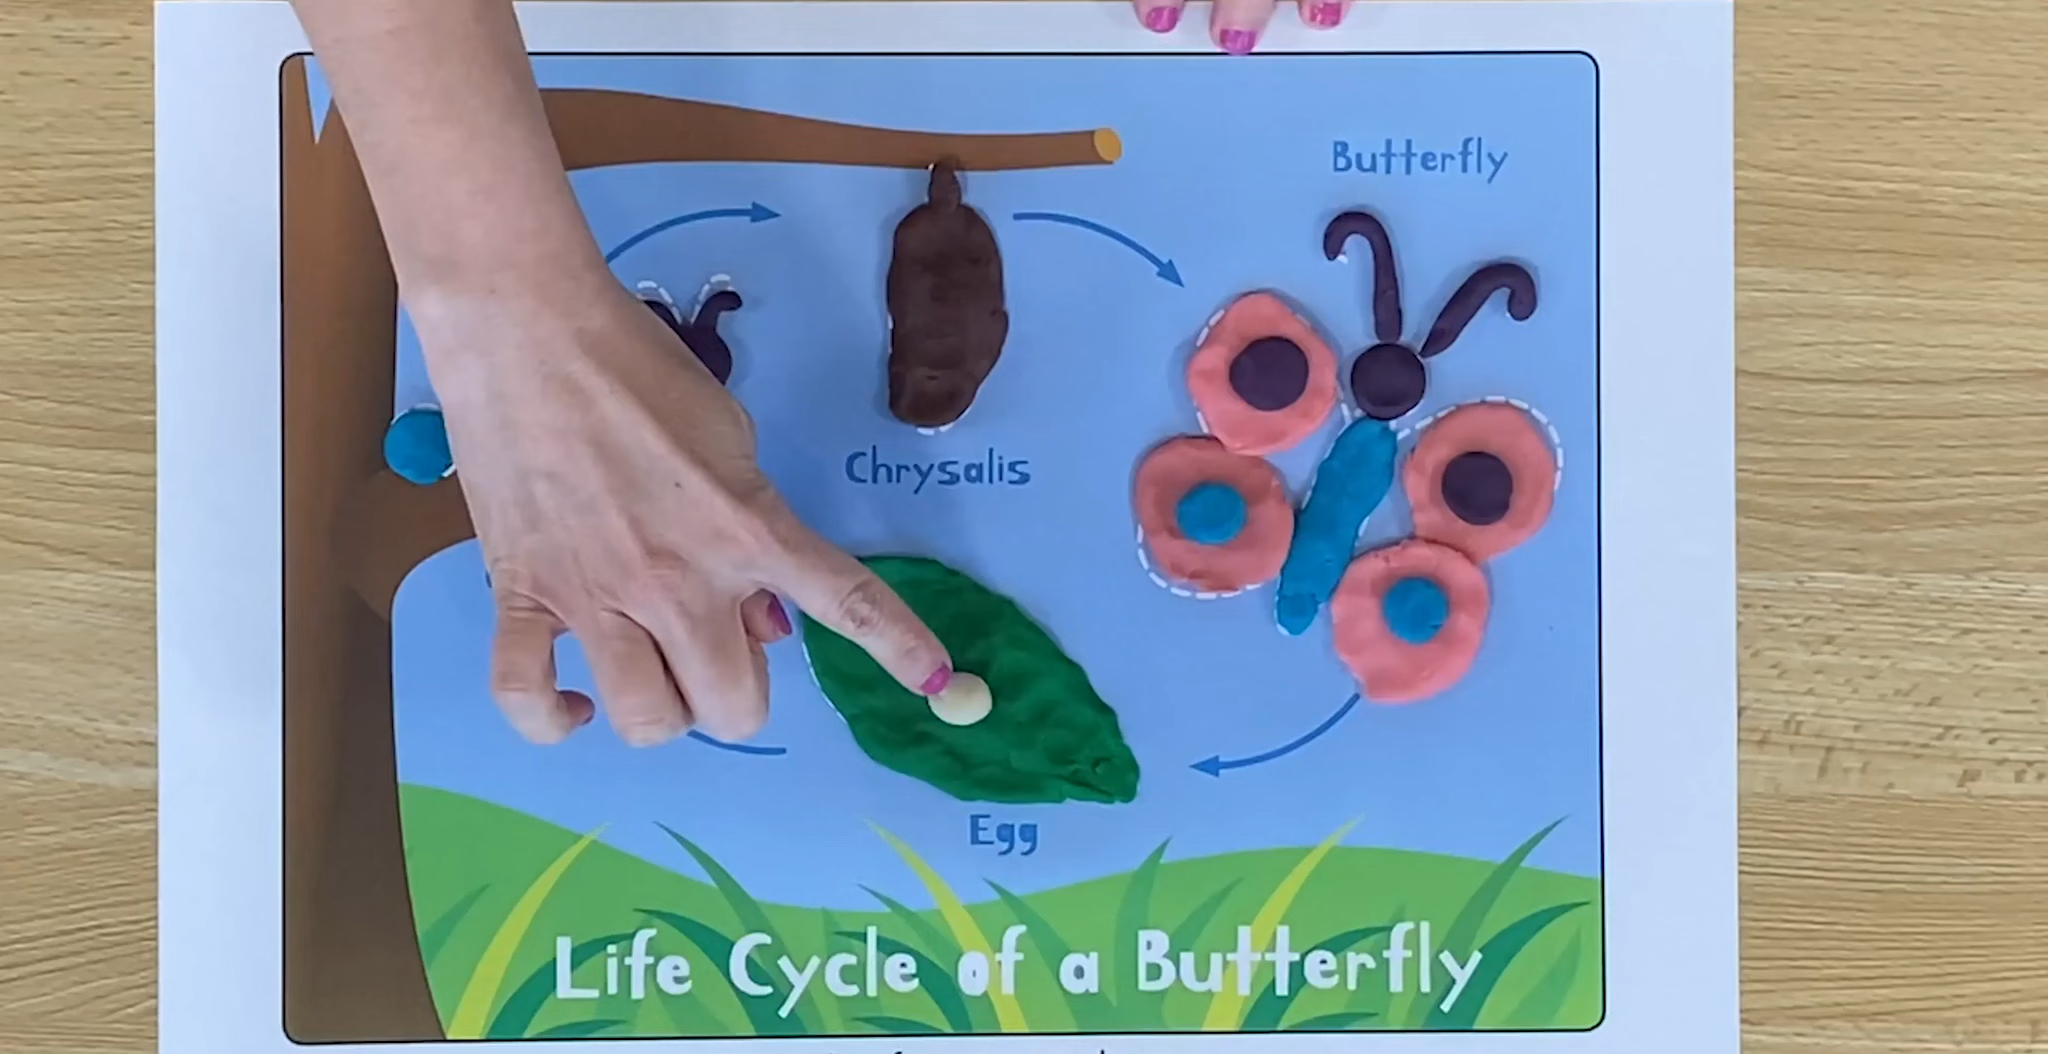 Butterfly
Chrysalis
Egg
Life Cycle of a Butterfly